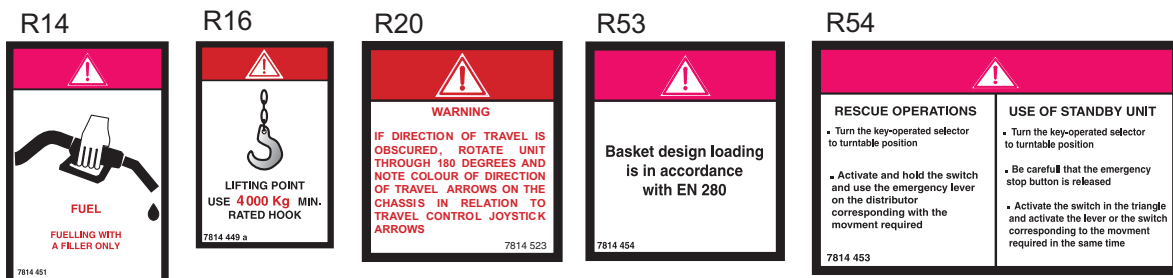 R14
FUEL
FUELLING WITH
A FILLER ONLY
7814 451
R16
LIFTING POINT
USE 4000 Kg MIN.
RATED HOOK
7814 449 a
R20
WARNING
IF DIRECTION OF TRAVEL IS
OBSCURED, ROTATE UNIT
THROUGH 180 DEGREES AND
NOTE COLOUR OF DIRECTION
OF TRAVEL ARROWS ON THE
CHASSIS IN RELATION TO
TRAVEL CONTROL JOYSTICK
ARROWS
7814 523
R53
Basket design loading
is in accordance
with EN 280
7814 454
R54
RESCUE OPERATIONS
▪ Turn the key-operated selector
to turntable position
▪ Activate and hold the switch
and use the emergency lever
on the distributor
corresponding with the
movment required
7814 453
USE OF STANDBY UNIT
▪ Turn the key-operated selector
to turntable position
▪ Be carefull that the emergency
stop button is released
▪ Activate the switch in the triangle
and activate the lever or the switch
corresponding to the movment
required in the same time